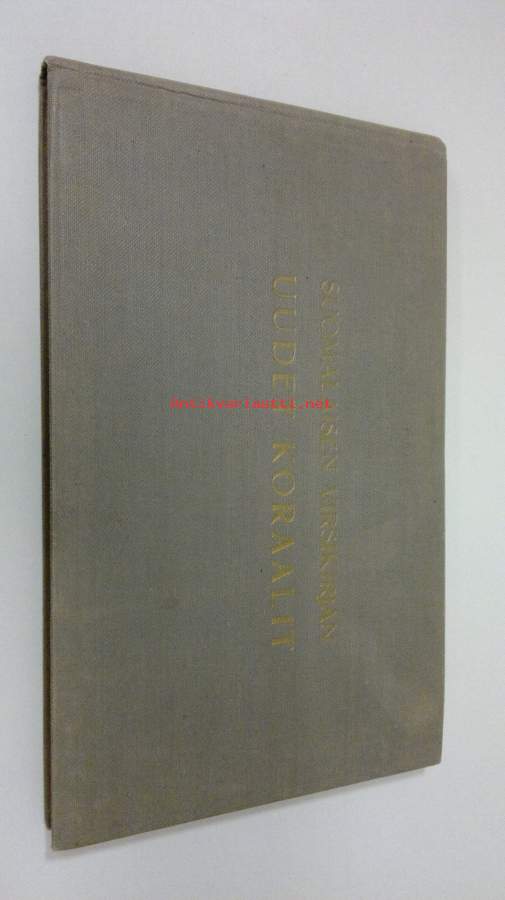 SUOMALAISEN VIRSIKIRJAN
UUDET KORAALIT
Antikvariaatti.net